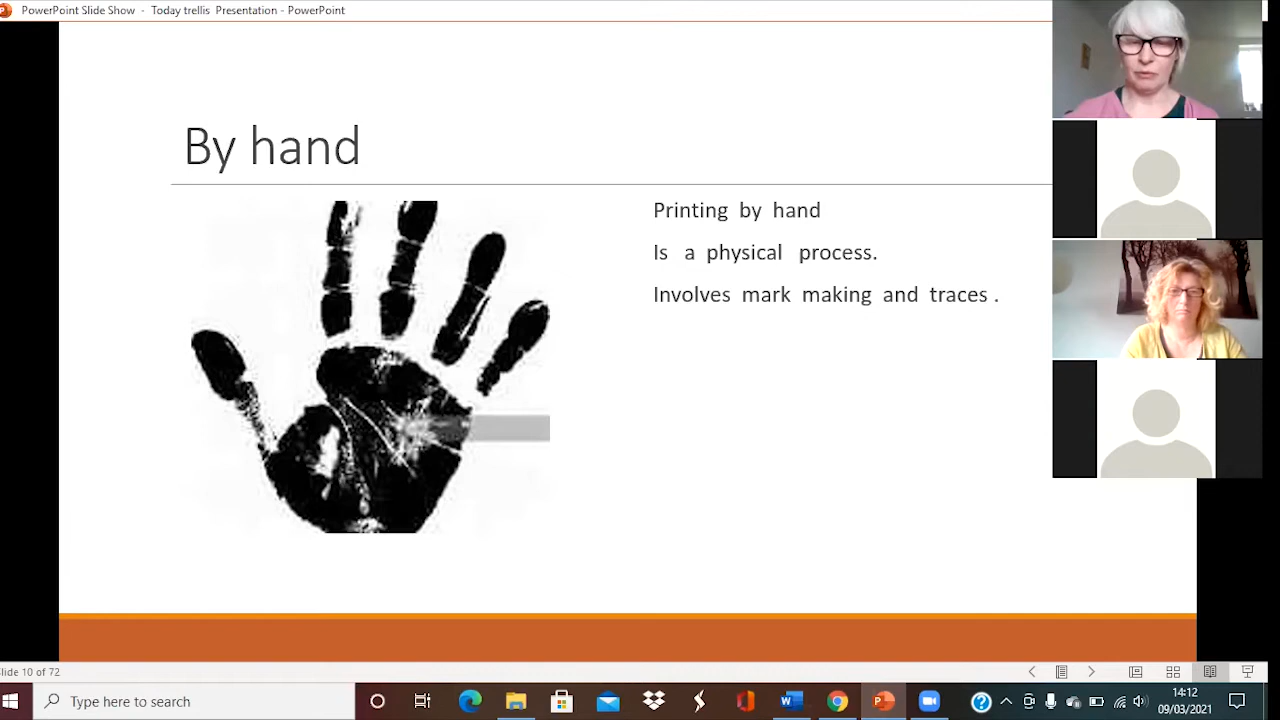 PowerPoint Slide Show - Today trellis Presentation - PowerPoint
By hand
Printing by hand
Is a physical process.
Involves mark making and traces .
Slide 10 of 72
Type here to search
14:12
09/03/2021